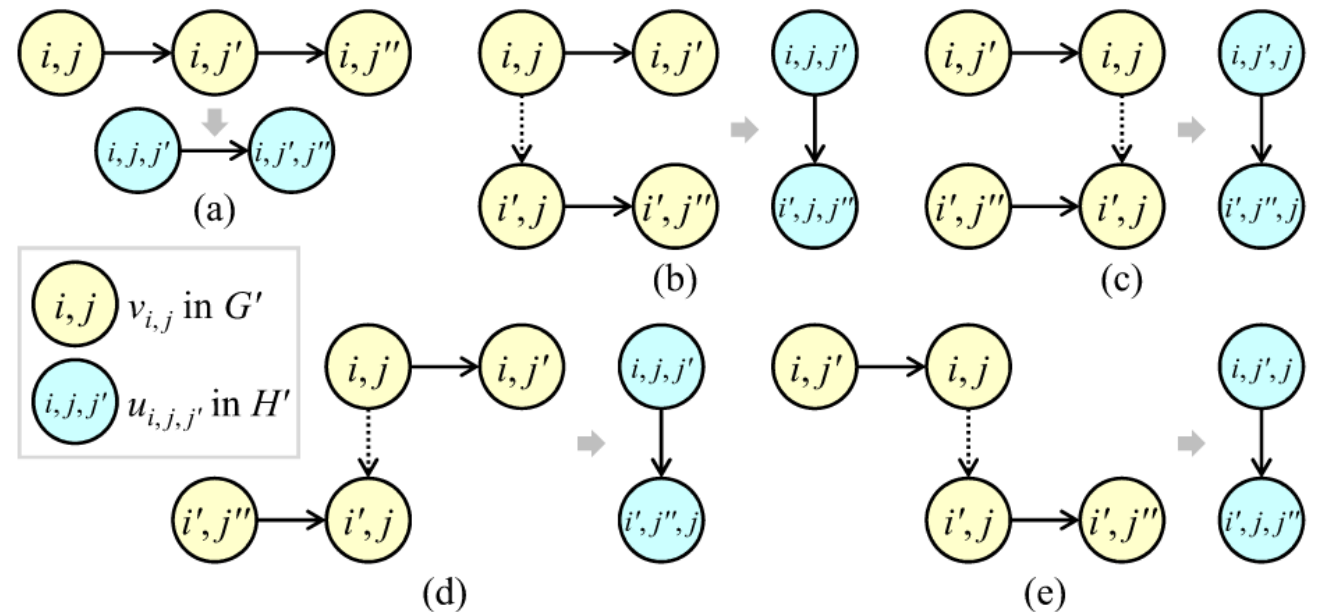 i, j
i, j′
i, j″
i, j, j′
i, j′, j″
(a)
i, j
i, j′
i′, j
i′, j″
i, j, j′
i′, j, j″
(b)
i, j′
i, j
i′, j″
i′, j
i, j′, j
i′, j″, j
(c)
i, j v_{i,j} in G′
i, j, j′ u_{i,j,j′} in H′
i, j
i, j′
i′, j″
i′, j
i, j, j′
i′, j″, j
(d)
i, j′
i, j
i′, j
i′, j″
i, j′, j
i′, j, j″
(e)